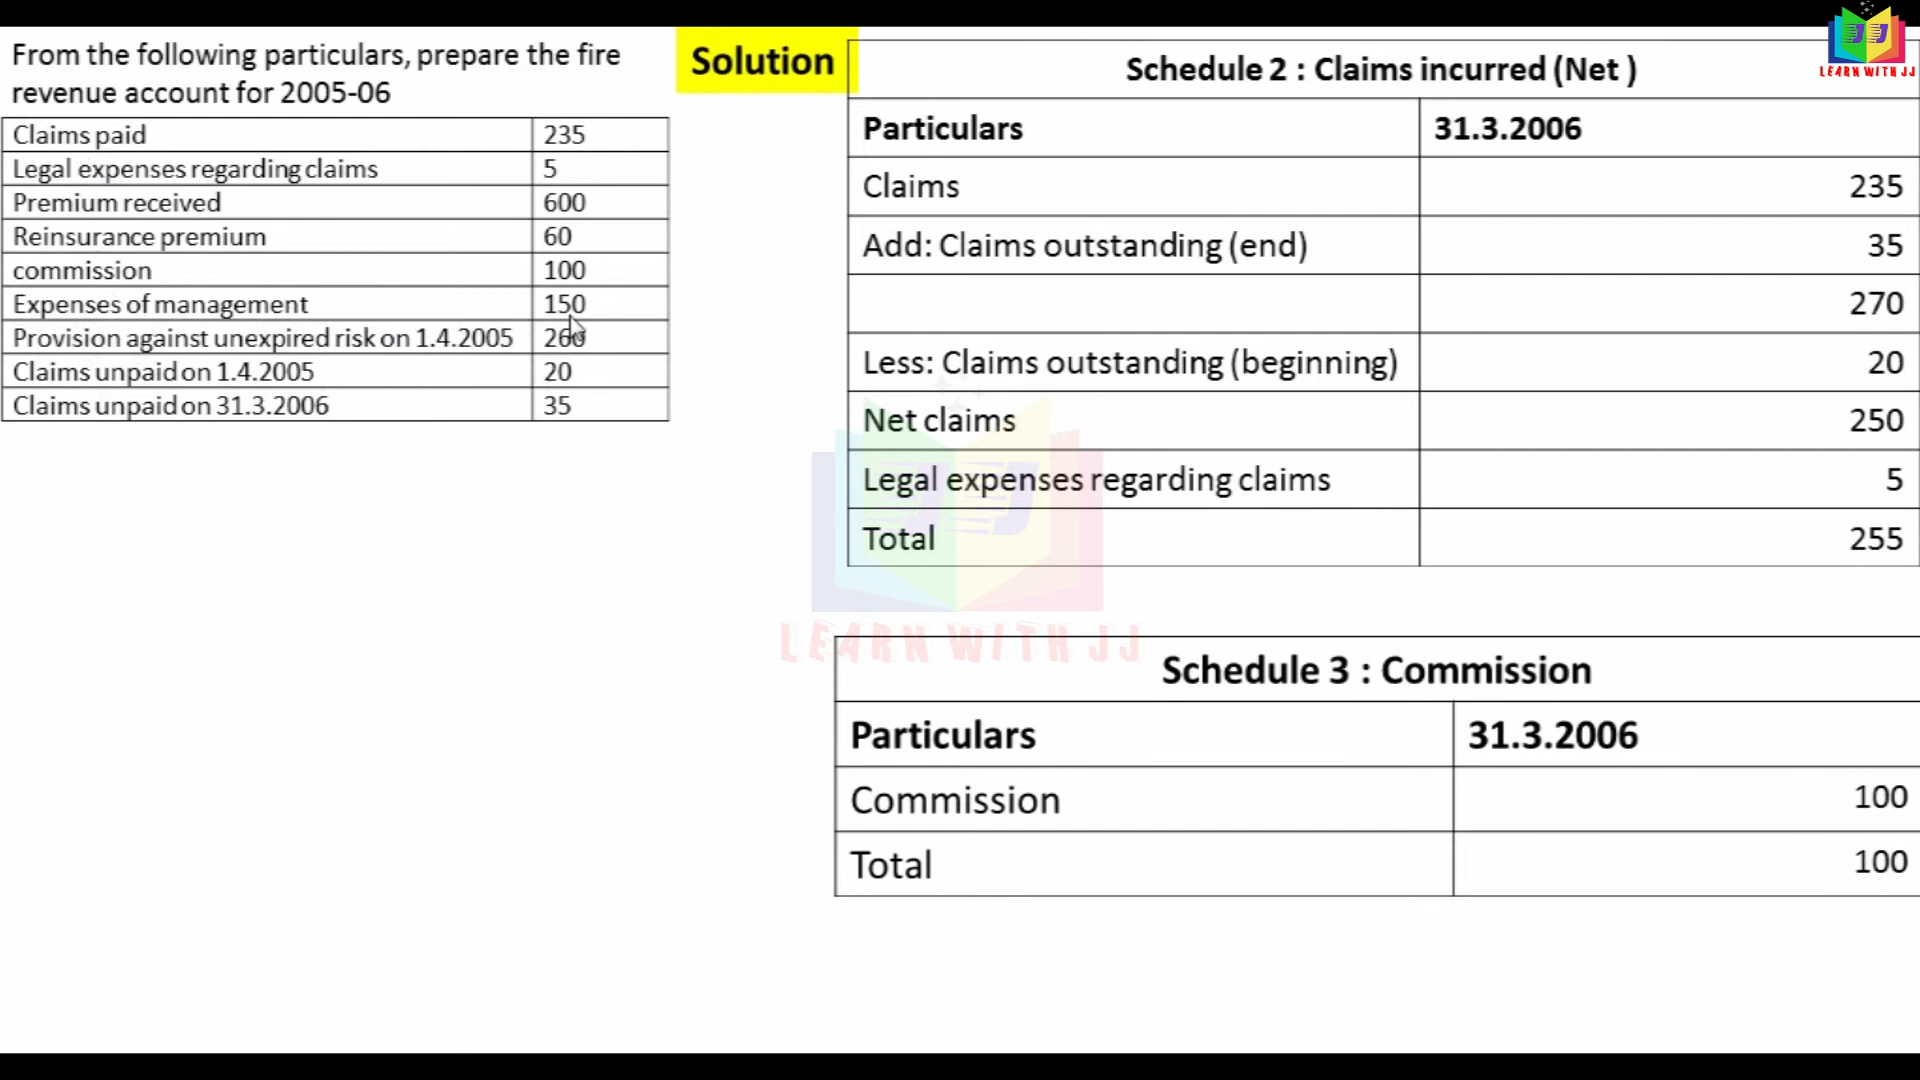 From the following particulars, prepare the fire
revenue account for 2005-06
Claims paid 235
Legal expenses regarding claims 5
Premium received 600
Reinsurance premium 60
commission 100
Expenses of management 150
Provision against unexpired risk on 1.4.2005 260
Claims unpaid on 1.4.2005 20
Claims unpaid on 31.3.2006 35
Solution
Schedule 2 : Claims incurred (Net )
Particulars 31.3.2006
Claims 235
Add: Claims outstanding (end) 35
270
Less: Claims outstanding (beginning) 20
Net claims 250
Legal expenses regarding claims 5
Total 255
Schedule 3 : Commission
Particulars 31.3.2006
Commission 100
Total 100
JJ
LEARN WITH JJ
JJ
LEARN WITH JJ